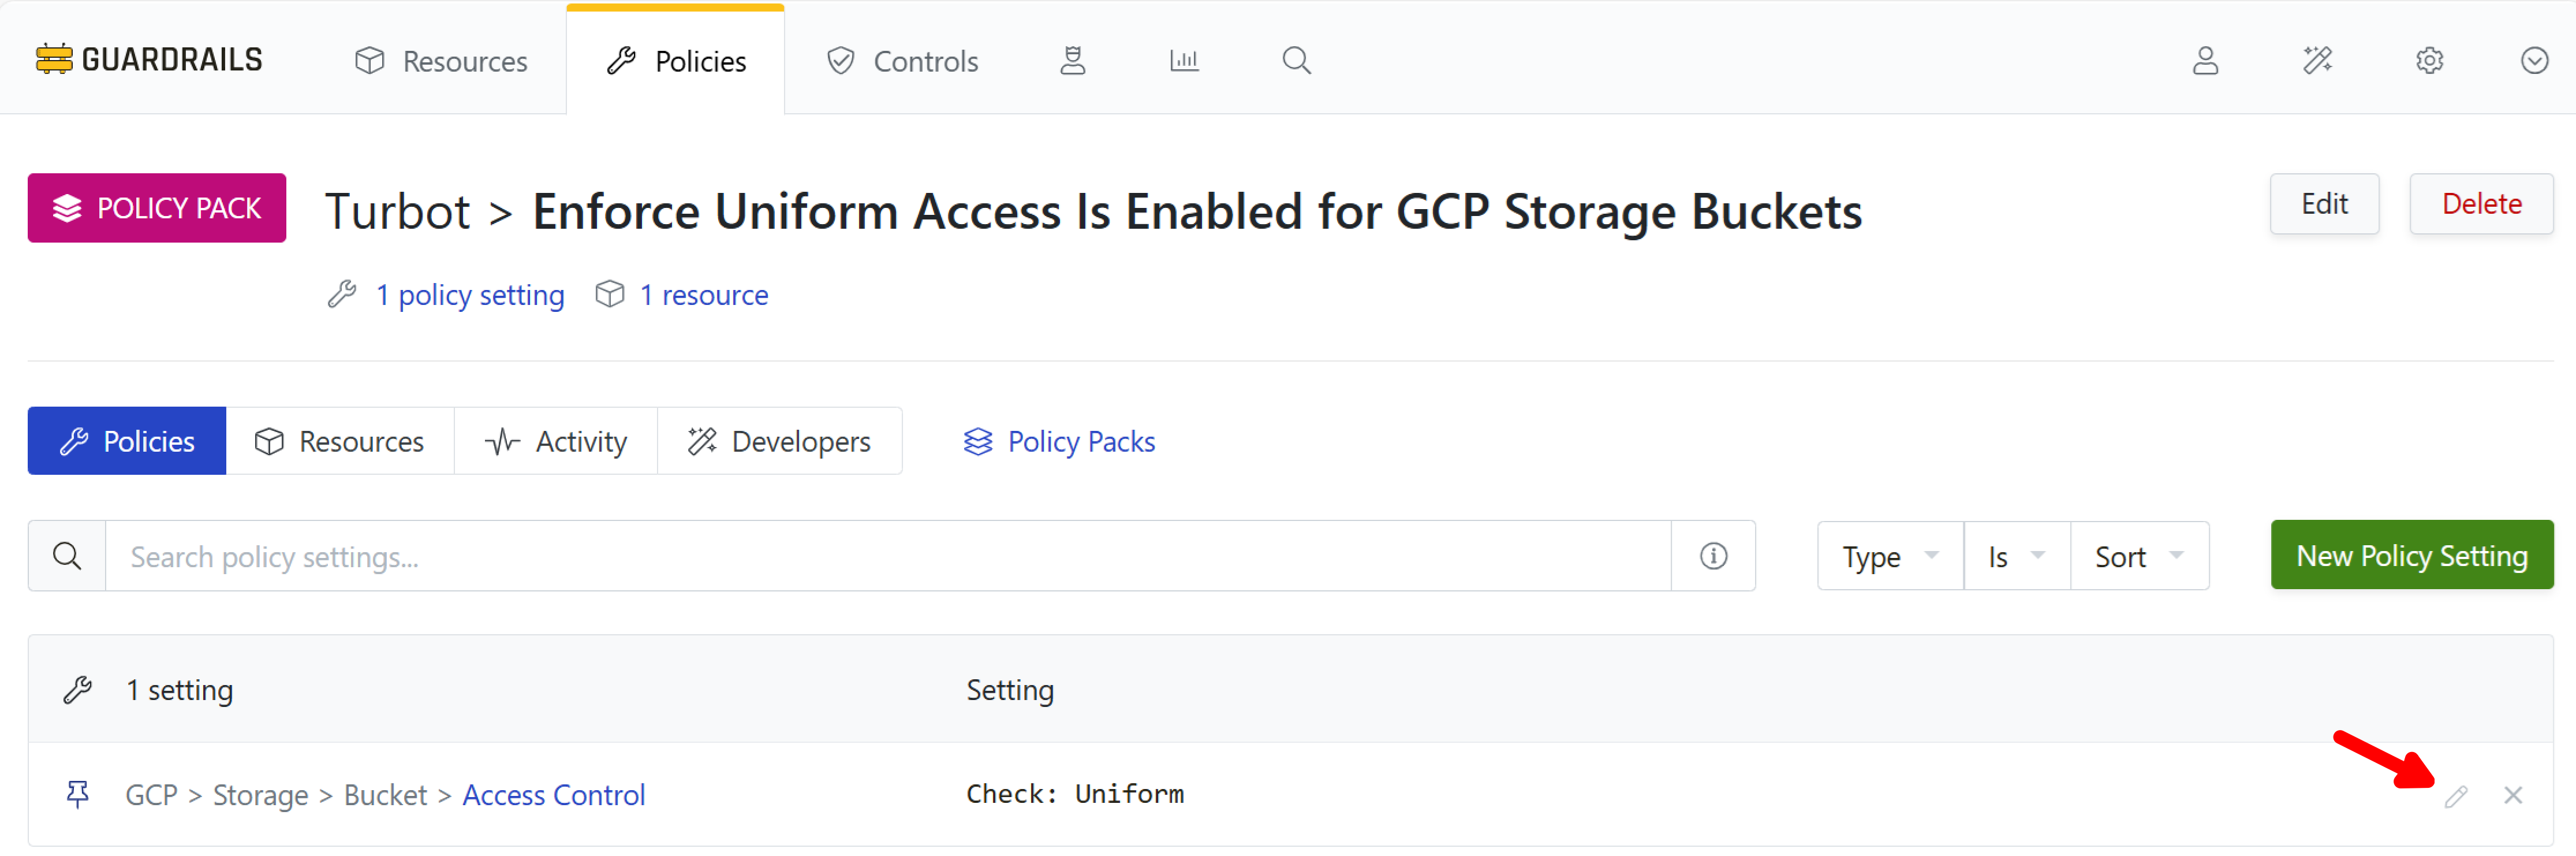 GUARDRAILS Resources Policies Controls
POLICY PACK Turbot > Enforce Uniform Access Is Enabled for GCP Storage Buckets Edit Delete
1 policy setting 1 resource
Policies Resources Activity Developers Policy Packs
Search policy settings... Type Is Sort New Policy Setting
1 setting Setting
GCP > Storage > Bucket > Access Control Check: Uniform